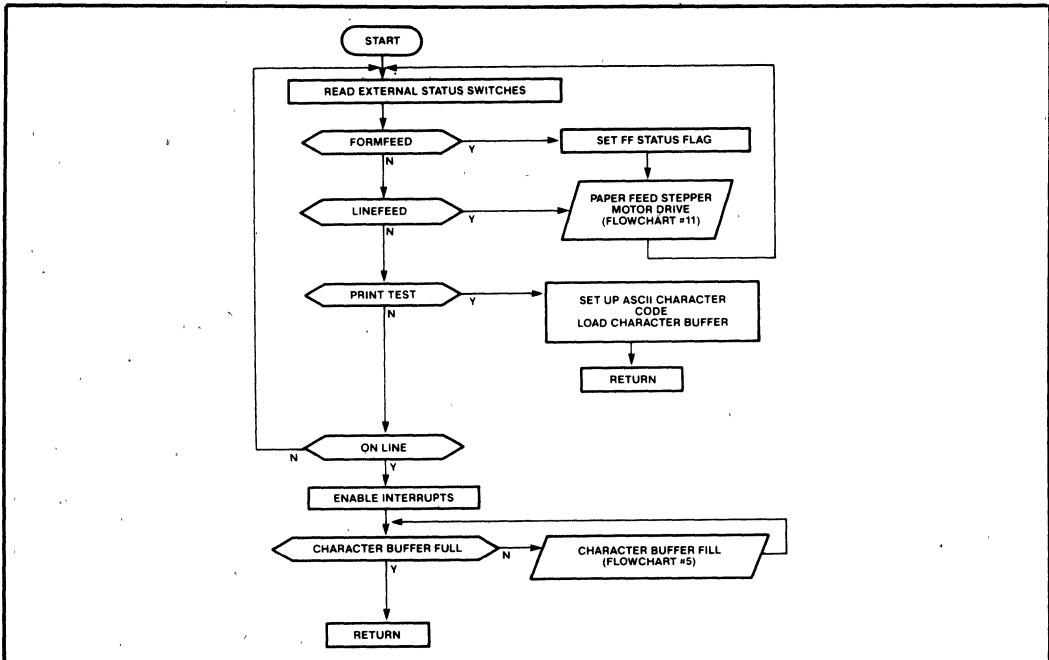 START
READ EXTERNAL STATUS SWITCHES
FORMFEED
Y
SET FF STATUS FLAG
N
LINEFEED
Y
PAPER FEED STEPPER
MOTOR DRIVE
(FLOWCHART #11)
N
PRINT TEST
Y
SET UP ASCII CHARACTER
CODE
LOAD CHARACTER BUFFER
N
RETURN
ON LINE
N
Y
ENABLE INTERRUPTS
CHARACTER BUFFER FULL
N
CHARACTER BUFFER FILL
(FLOWCHART #5)
Y
RETURN